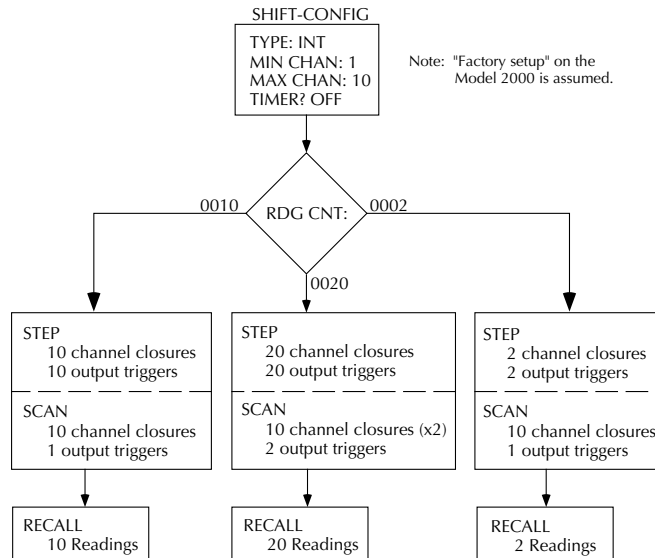 SHIFT-CONFIG
TYPE: INT
MIN CHAN: 1
MAX CHAN: 10
TIMER? OFF
Note: "Factory setup" on the
Model 2000 is assumed.
0010
RDG CNT:
0002
0020
STEP
10 channel closures
10 output triggers
SCAN
10 channel closures
1 output triggers
RECALL
10 Readings
STEP
20 channel closures
20 output triggers
SCAN
10 channel closures (x2)
2 output triggers
RECALL
20 Readings
STEP
2 channel closures
2 output triggers
SCAN
10 channel closures
1 output triggers
RECALL
2 Readings